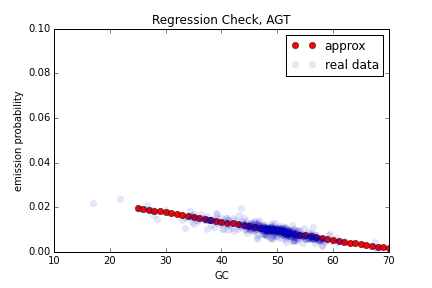 Regression Check, AGT
0.10
0.08
0.06
0.04
0.02
0.00
emission probability
approx
real data
10 20 30 40 50 60 70
GC